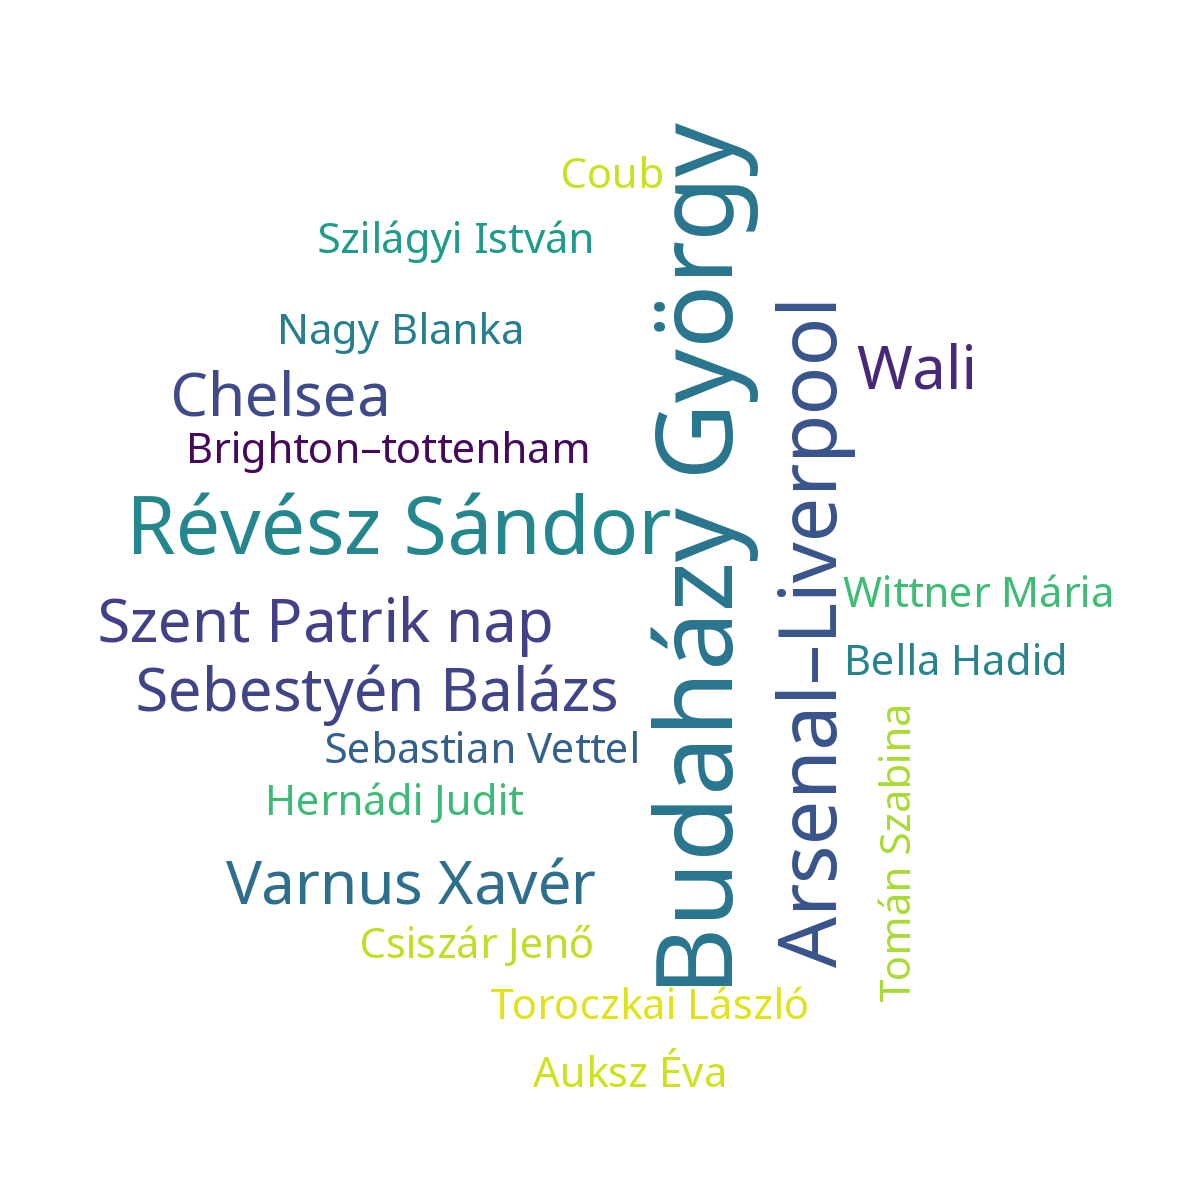 Coub
Szilágyi István
Nagy Blanka
Chelsea
Brighton–tottenham
Révész Sándor
Szent Patrik nap
Sebestyén Balázs
Sebastian Vettel
Hernádi Judit
Varnus Xavér
Csiszár Jenő
Toroczkai László
Auksz Éva
Budaházy György
Arsenal–Liverpool
Wali
Wittner Mária
Bella Hadid
Tomán Szabina